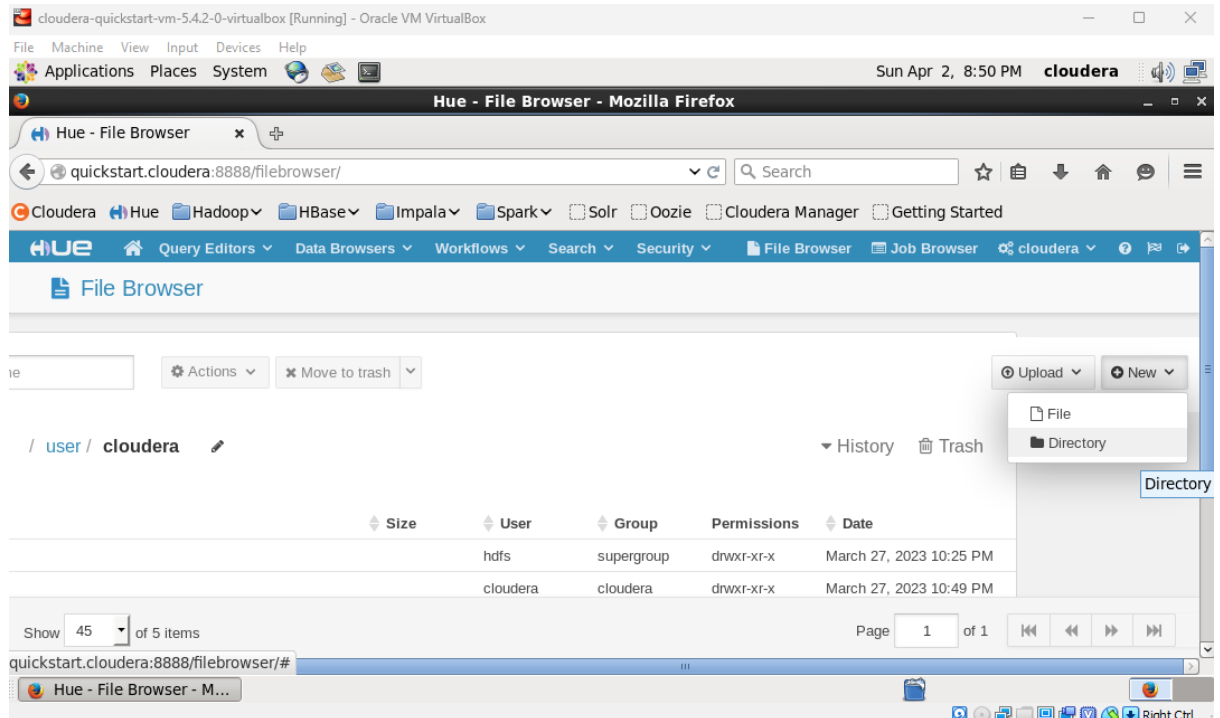 cloudera-quickstart-vm-5.4.2-0-virtualbox [Running] - Oracle VM VirtualBox
File Machine View Input Devices Help
Applications Places System Sun Apr 2, 8:50 PM cloudera
Hue - File Browser - Mozilla Firefox
Hue - File Browser
quickstart.cloudera:8888/filebrowser/ Search
Cloudera Hue Hadoop HBase Impala Spark Solr Oozie Cloudera Manager Getting Started
HUE Query Editors Data Browsers Workflows Search Security File Browser Job Browser cloudera
File Browser
me Actions Move to trash Upload New
File
/ user / cloudera History Trash Directory
Directory
Size User Group Permissions Date
hdfs supergroup drwxr-xr-x March 27, 2023 10:25 PM
cloudera cloudera drwxr-xr-x March 27, 2023 10:49 PM
Show 45 of 5 items Page 1 of 1
quickstart.cloudera:8888/filebrowser/#
Hue - File Browser - M...
Right Ctrl